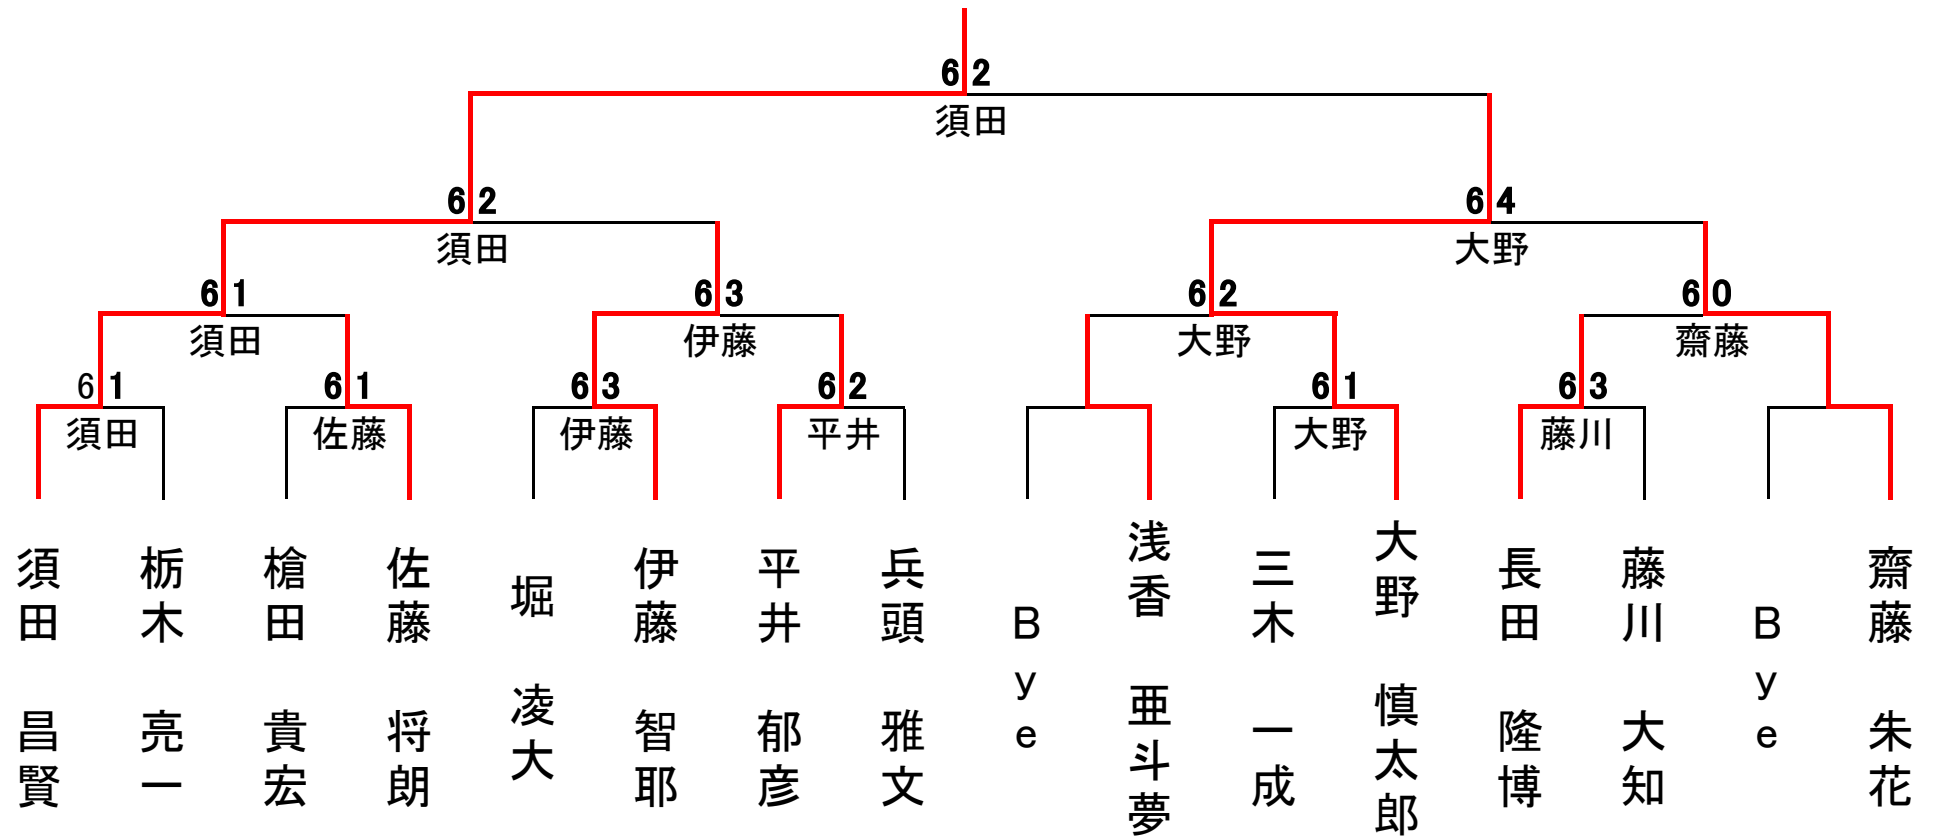 6 2
須田
6 2
6 4
須田
大野
6 1
6 3
6 2
6 0
須田
伊藤
大野
齋藤
6 1
6 1
6 3
6 2
6 1
6 3
須田
佐藤
伊藤
平井
大野
藤川
須田 昌賢
栃木 亮一
槍田 貴宏
佐藤 将朗
堀 凌大
伊藤 智耶
平井 郁彦
兵頭 雅文
Bye
浅香 亜斗夢
三木 一成
大野 慎太郎
長田 隆博
藤川 大知
Bye
齋藤 朱花